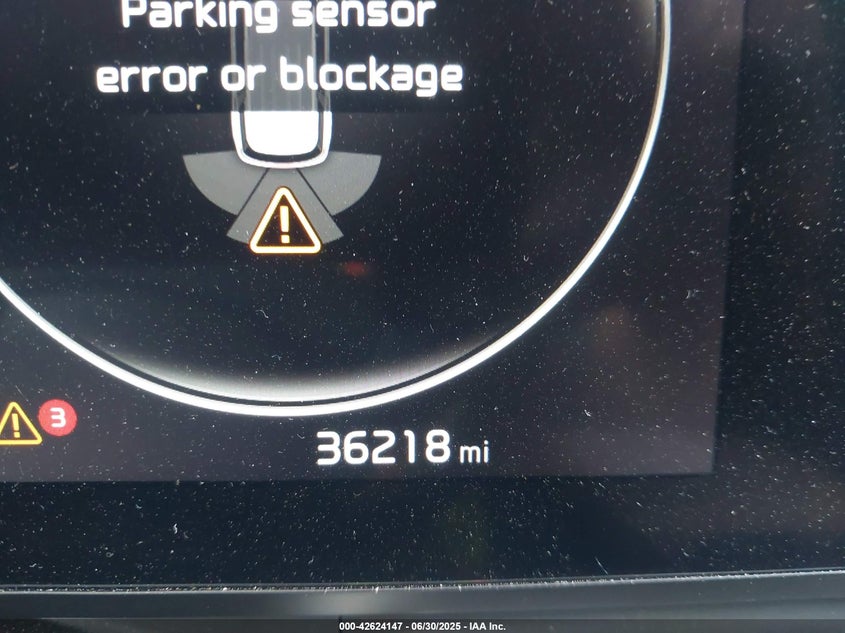 Parking sensor
error or blockage
!
! 3
36218 mi
000-42624147 - 06/30/2025 - IAA Inc.